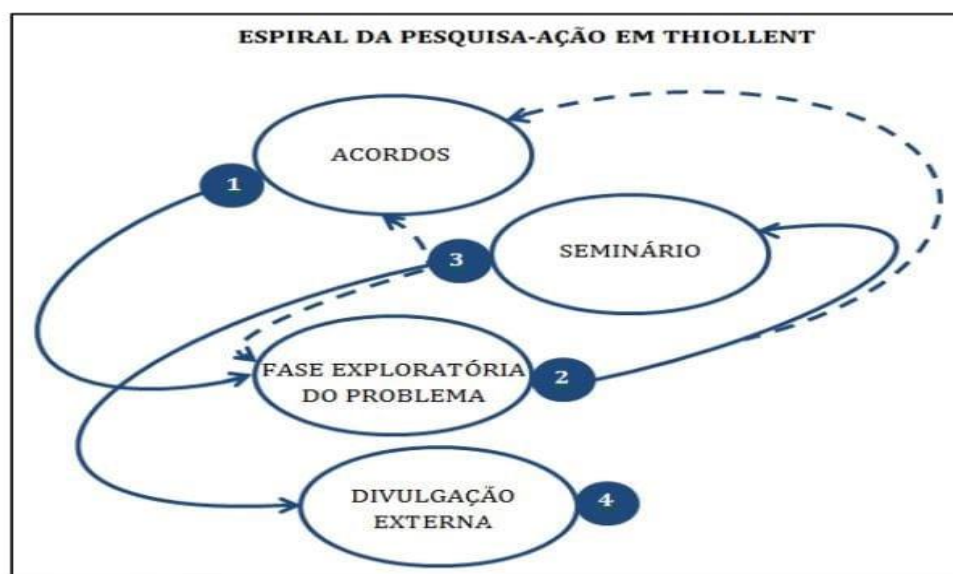 ESPIRAL DA PESQUISA-AÇÃO EM THIOLLENT
ACORDOS
1
SEMINÁRIO
3
FASE EXPLORATÓRIA
DO PROBLEMA
2
DIVULGAÇÃO
EXTERNA
4